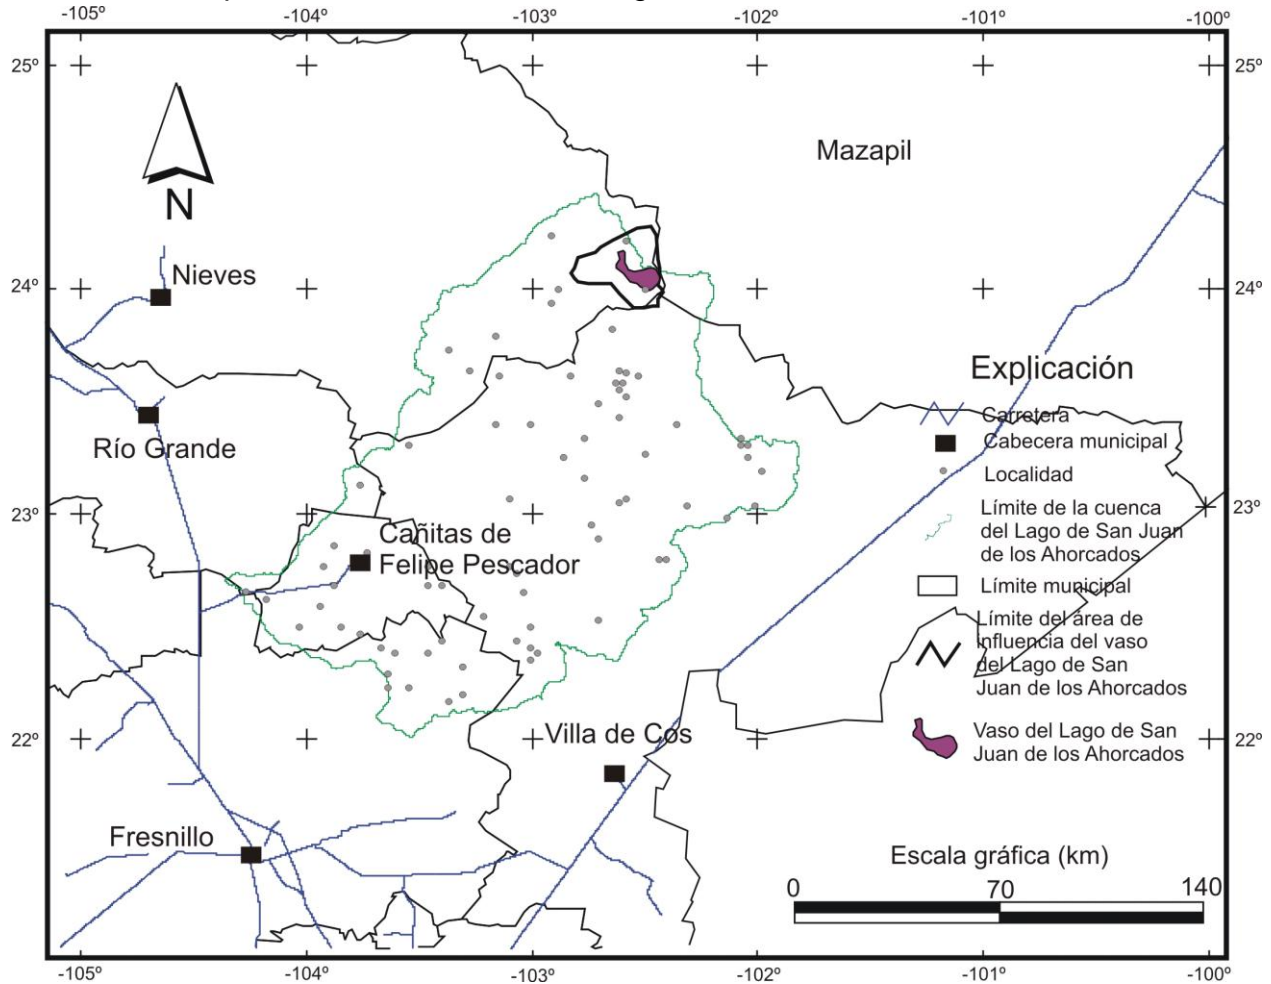 -105º
-104º
-103º
-102º
-101º
-100º
25º
25º
Mazapil
N
Nieves
24º
24º
Explicación
Carretera
Río Grande
Cabecera municipal
Localidad
23º
23º
Límite de la cuenca
del Lago de San Juan
de los Ahorcados
Cañitas de
Felipe Pescador
Límite municipal
Límite del área de
influencia del vaso
del Lago de San
Juan de los Ahorcados
22º
22º
Villa de Cos
Vaso del Lago de San
Juan de los Ahorcados
Fresnillo
Escala gráfica (km)
0
70
140
-105º
-104º
-103º
-102º
-101º
-100º